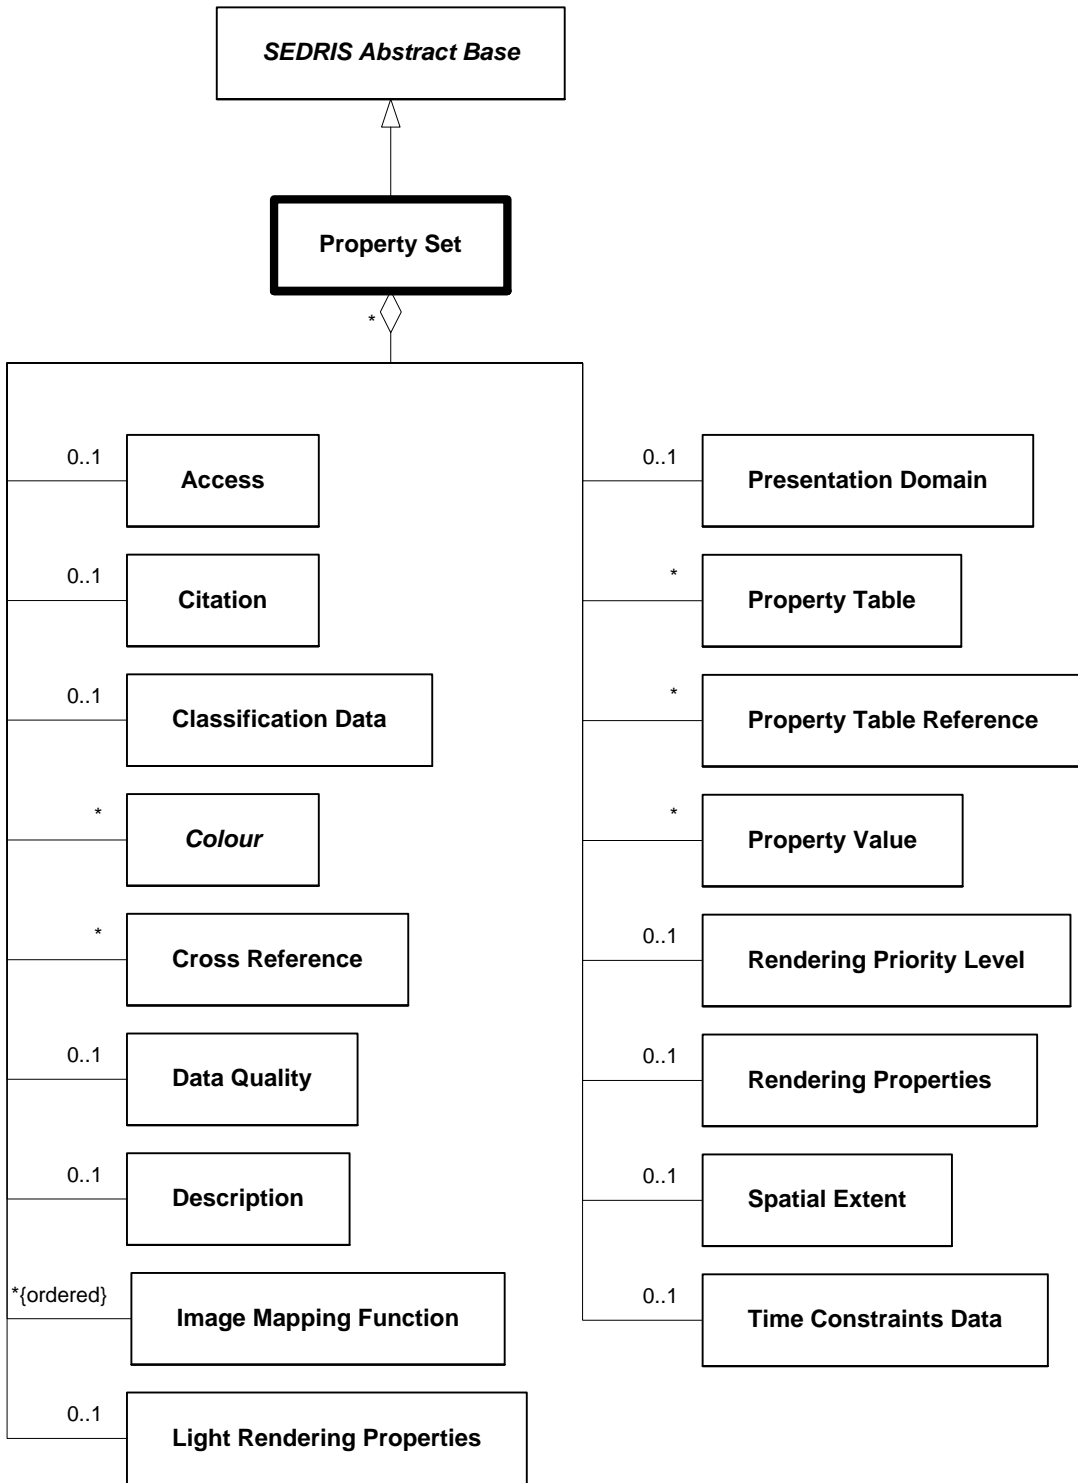 SEDRIS Abstract Base
Property Set
*
0..1
Access
0..1
Citation
0..1
Classification Data
*
Colour
*
Cross Reference
0..1
Data Quality
0..1
Description
*{ordered}
Image Mapping Function
0..1
Light Rendering Properties
0..1
Presentation Domain
*
Property Table
*
Property Table Reference
*
Property Value
0..1
Rendering Priority Level
0..1
Rendering Properties
0..1
Spatial Extent
0..1
Time Constraints Data